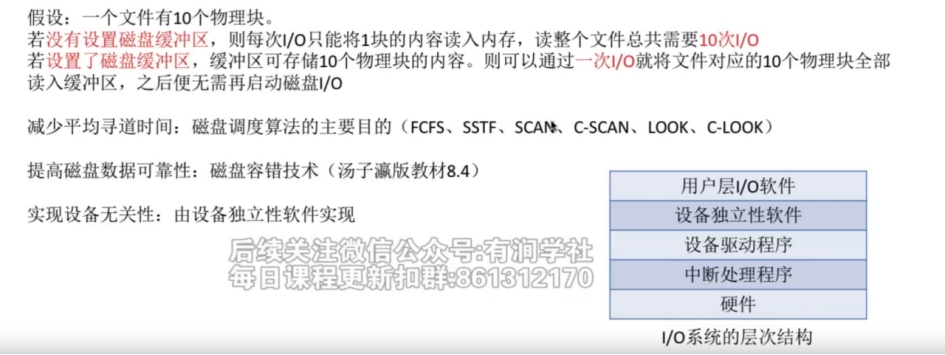 假设：一个文件有10个物理块。
若没有设置磁盘缓冲区，则每次I/O只能将1块的内容读入内存，读整个文件总共需要10次I/O
若设置了磁盘缓冲区，缓冲区可存储10个物理块的内容。则可以通过一次I/O就将文件对应的10个物理块全部
读入缓冲区，之后便无需再启动磁盘I/O
减少平均寻道时间：磁盘调度算法的主要目的（FCFS、SSTF、SCAN、C-SCAN、LOOK、C-LOOK）
提高磁盘数据可靠性：磁盘容错技术（汤子瀛版教材8.4）
实现设备无关性：由设备独立性软件实现
后续关注微信公众号:有润学社
每日课程更新扣群:861312170
用户层I/O软件
设备独立性软件
设备驱动程序
中断处理程序
硬件
I/O系统的层次结构